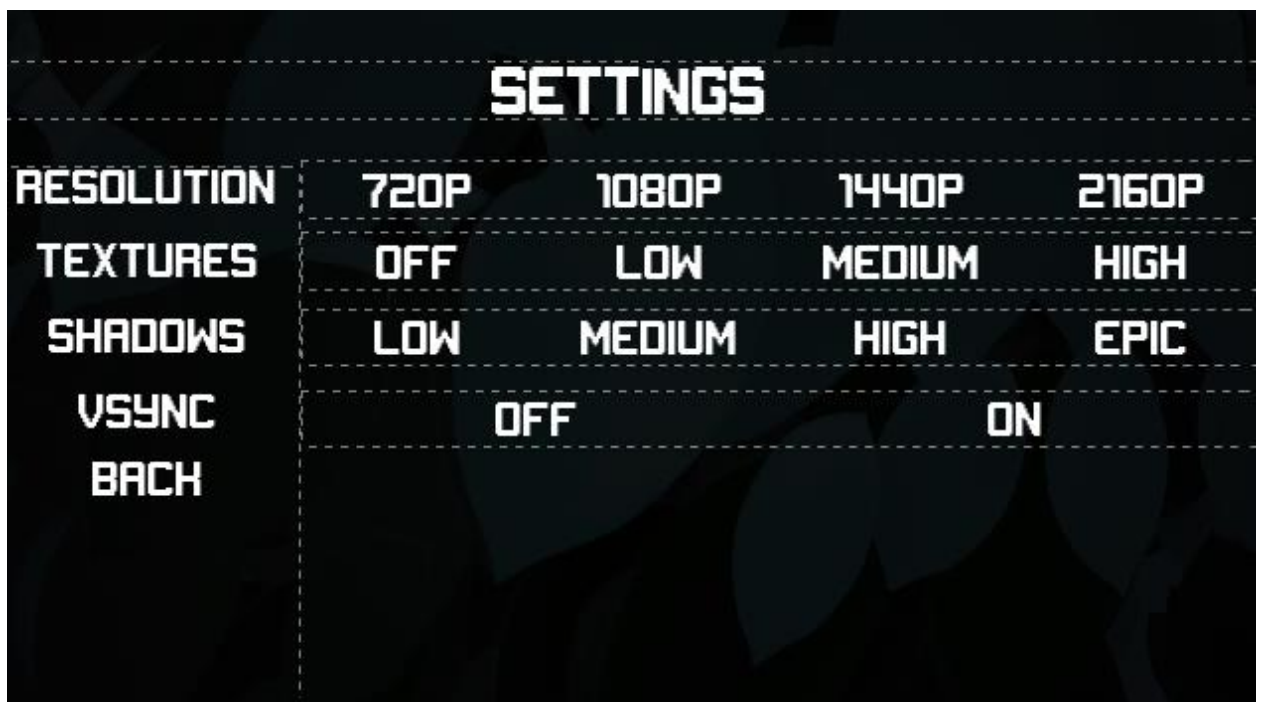 SETTINGS
RESOLUTION 720P 1080P 1440P 2160P
TEXTURES OFF LOW MEDIUM HIGH
SHADOWS LOW MEDIUM HIGH EPIC
VSYNC OFF ON
BACK